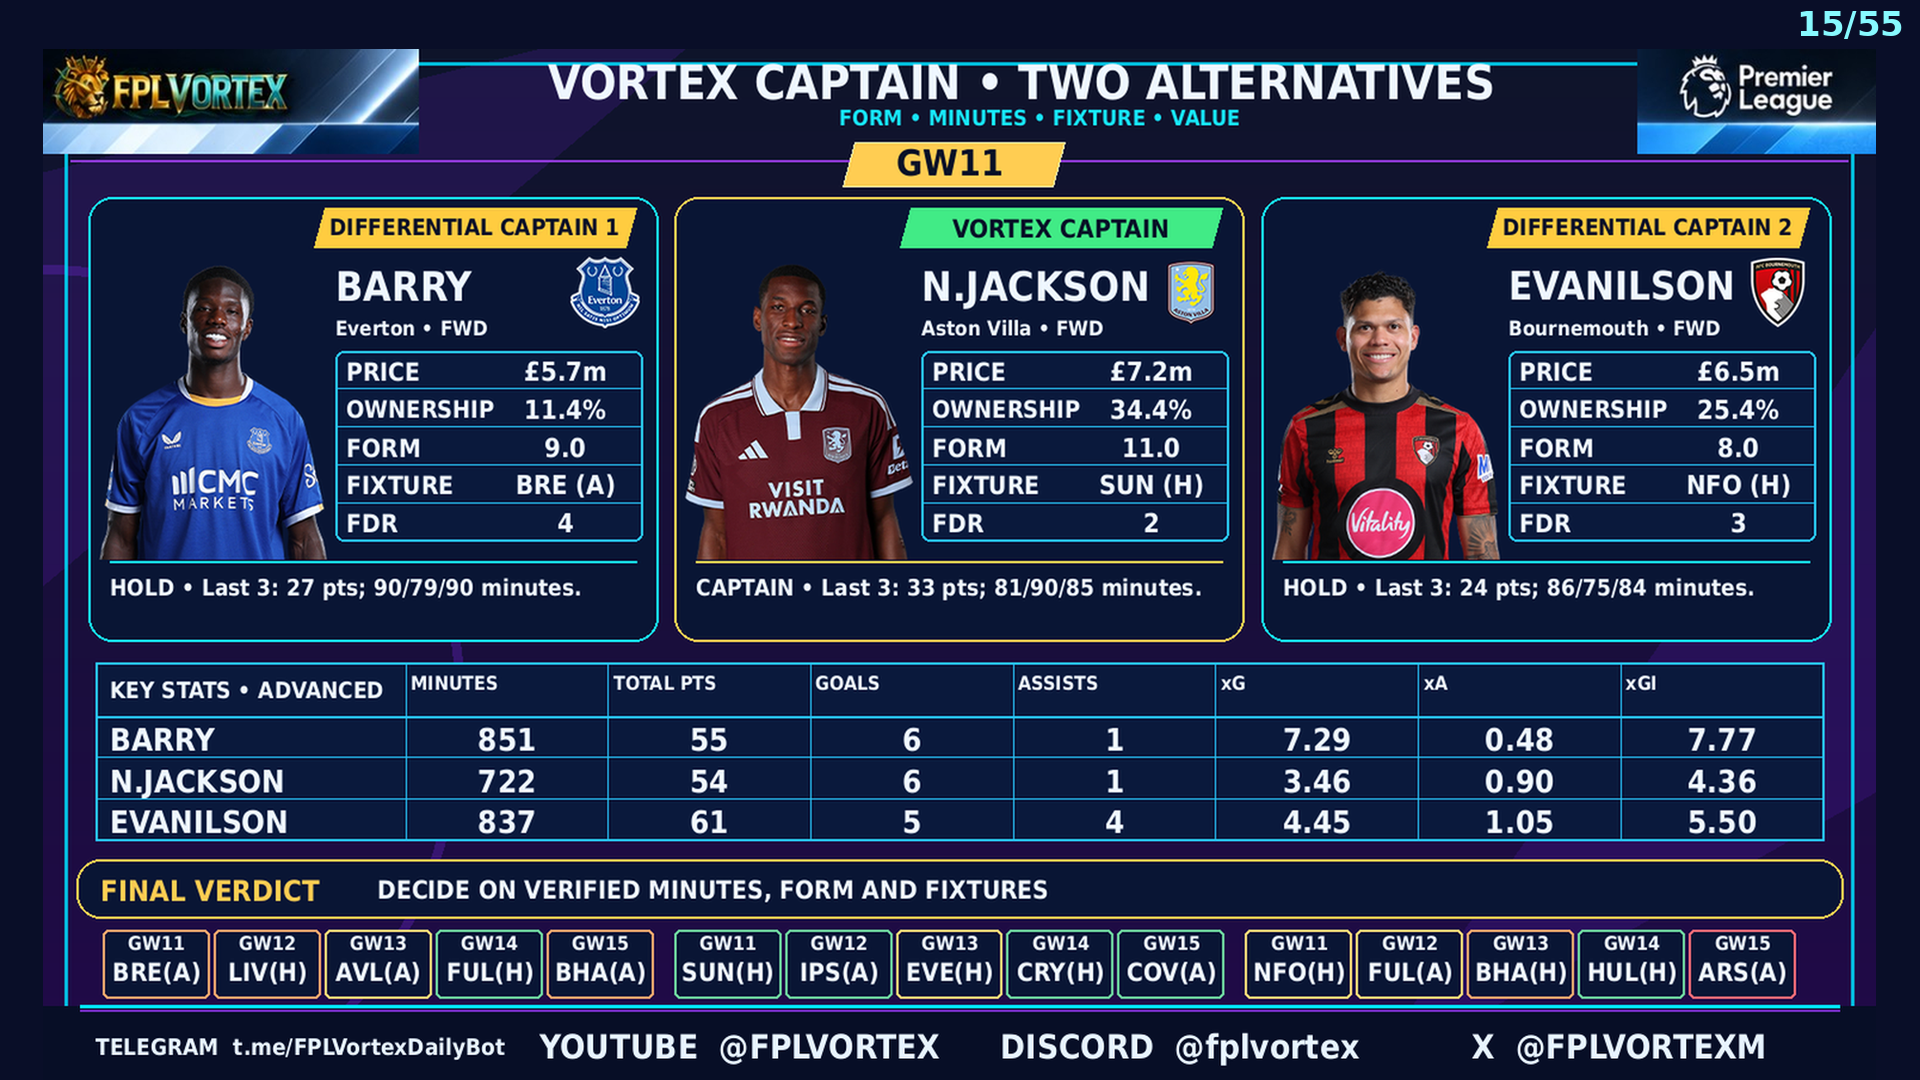 15/55
FPLVORTEX
VORTEX CAPTAIN • TWO ALTERNATIVES
Premier League
FORM • MINUTES • FIXTURE • VALUE
GW11
DIFFERENTIAL CAPTAIN 1
BARRY
Everton
Everton • FWD
PRICE £5.7m
OWNERSHIP 11.4%
FORM 9.0
FIXTURE BRE (A)
FDR 4
CMC MARKETS
HOLD • Last 3: 27 pts; 90/79/90 minutes.
VORTEX CAPTAIN
N.JACKSON
Aston Villa • FWD
PRICE £7.2m
OWNERSHIP 34.4%
FORM 11.0
FIXTURE SUN (H)
FDR 2
VISIT RWANDA
CAPTAIN • Last 3: 33 pts; 81/90/85 minutes.
DIFFERENTIAL CAPTAIN 2
EVANILSON
Bournemouth • FWD
PRICE £6.5m
OWNERSHIP 25.4%
FORM 8.0
FIXTURE NFO (H)
FDR 3
Vitality
HOLD • Last 3: 24 pts; 86/75/84 minutes.
KEY STATS • ADVANCED MINUTES TOTAL PTS GOALS ASSISTS xG xA xGI
BARRY 851 55 6 1 7.29 0.48 7.77
N.JACKSON 722 54 6 1 3.46 0.90 4.36
EVANILSON 837 61 5 4 4.45 1.05 5.50
FINAL VERDICT DECIDE ON VERIFIED MINUTES, FORM AND FIXTURES
GW11 GW12 GW13 GW14 GW15 GW11 GW12 GW13 GW14 GW15 GW11 GW12 GW13 GW14 GW15
BRE(A) LIV(H) AVL(A) FUL(H) BHA(A) SUN(H) IPS(A) EVE(H) CRY(H) COV(A) NFO(H) FUL(A) BHA(H) HUL(H) ARS(A)
TELEGRAM t.me/FPLVortexDailyBot YOUTUBE @FPLVORTEX DISCORD @fplvortex X @FPLVORTEXM